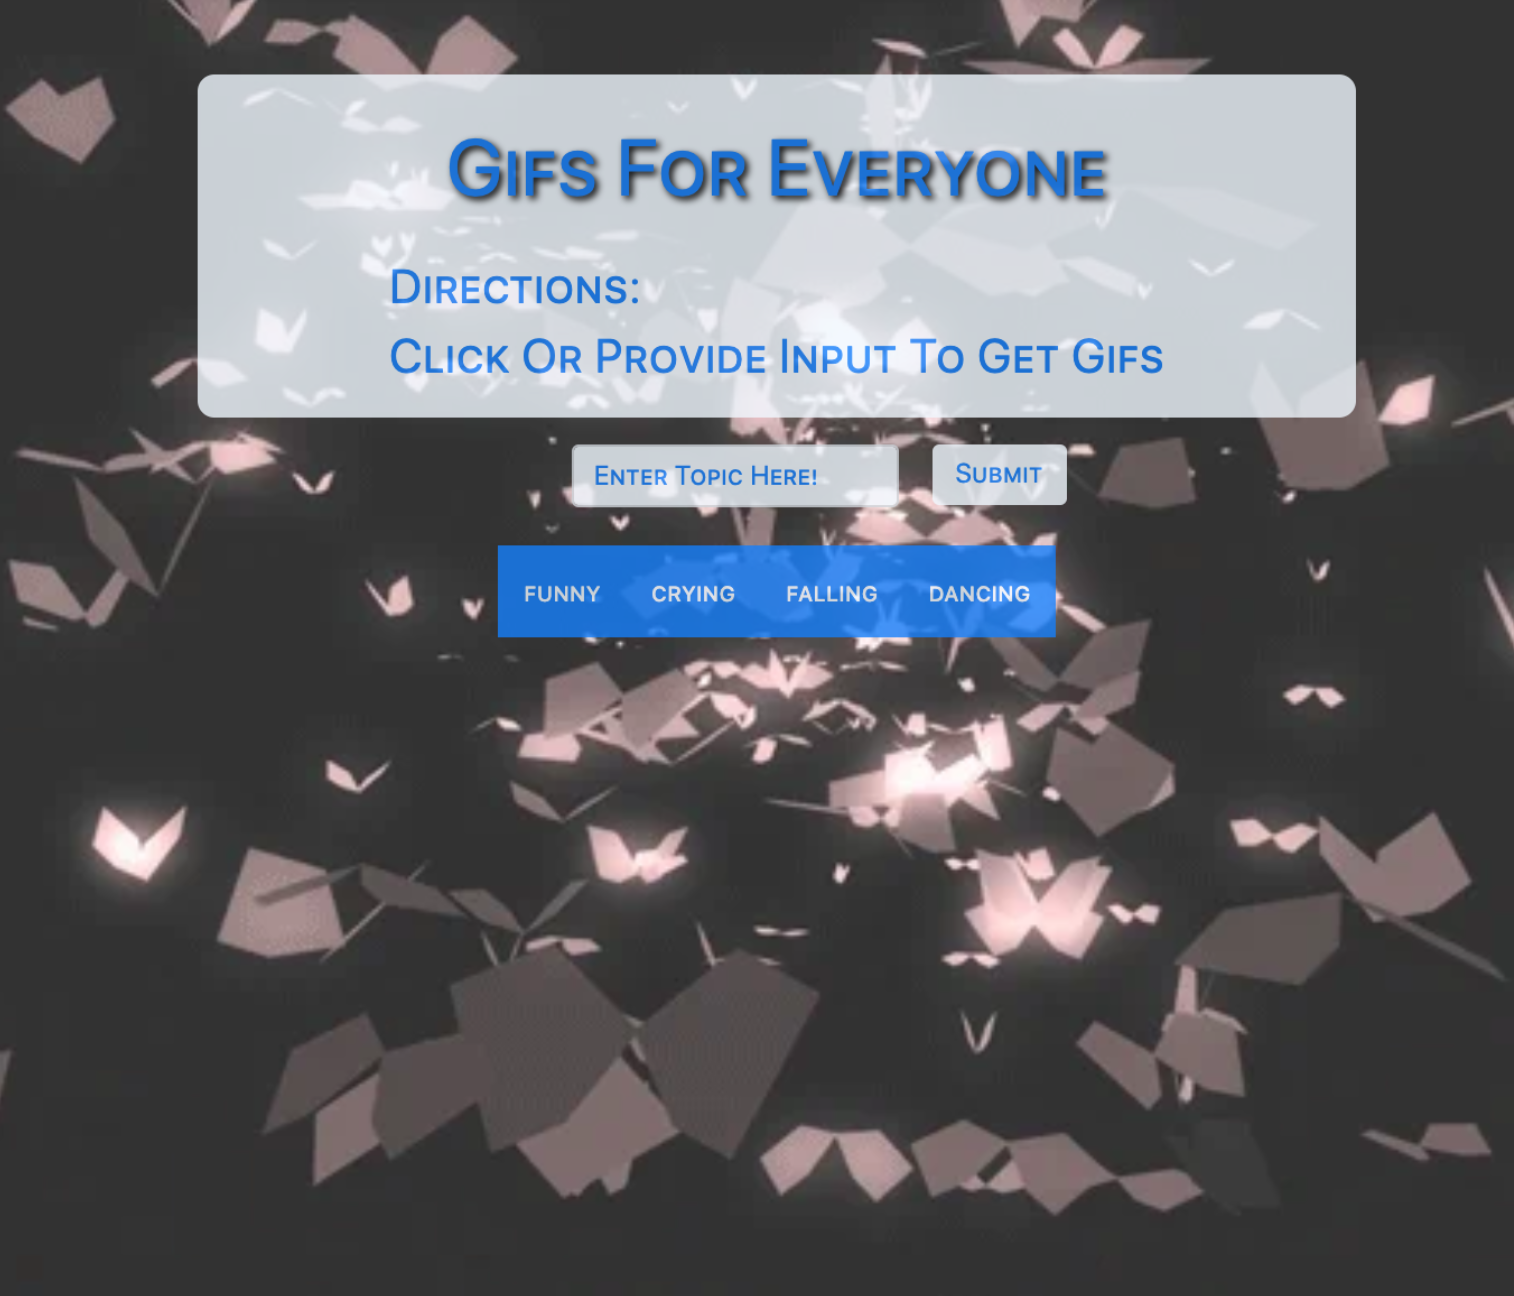 Gifs For Everyone
Directions:
Click Or Provide Input To Get Gifs
Enter Topic Here! Submit
FUNNY CRYING FALLING DANCING